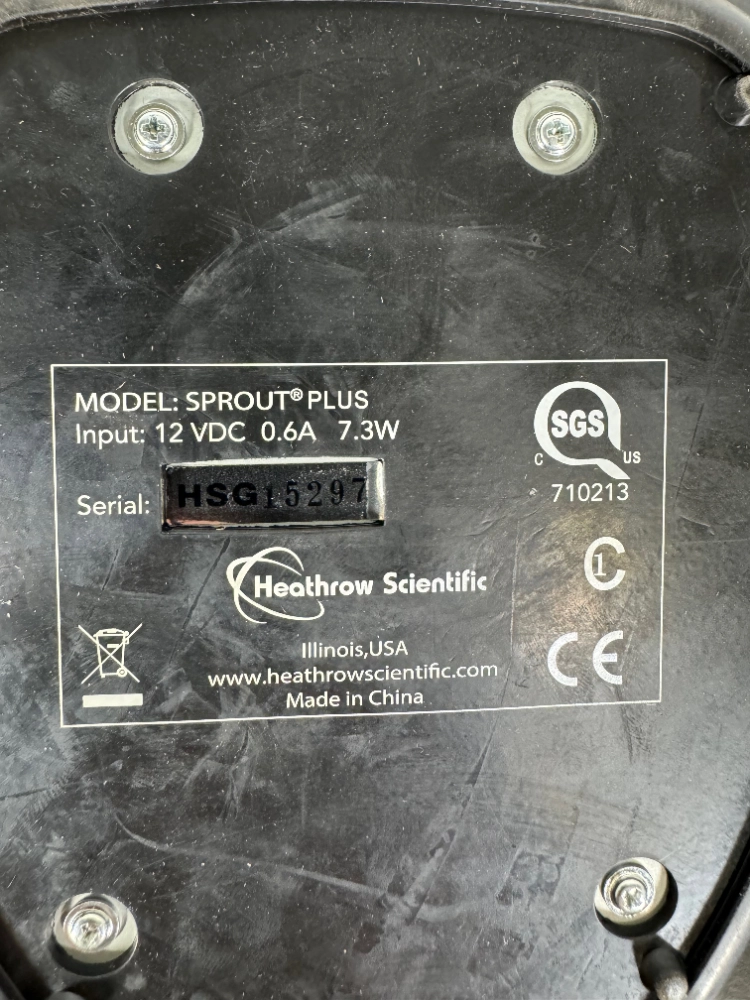 MODEL: SPROUT® PLUS
Input: 12 VDC 0.6A 7.3W
SGS
C US
710213
Serial: HSG15297
1
Heathrow Scientific
Illinois,USA
www.heathrowscientific.com
Made in China
CE